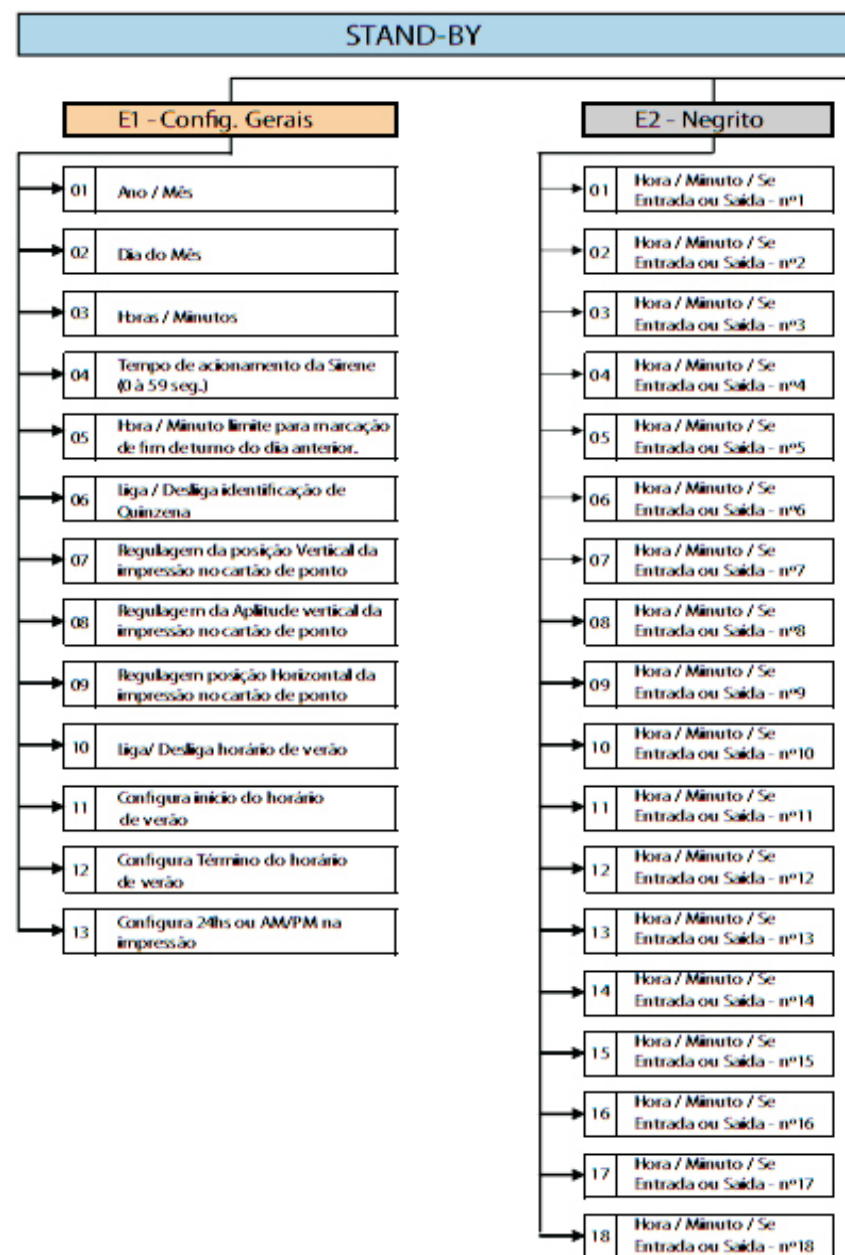 STAND-BY
E1 - Config. Gerais
01
Ano / Mês
02
Dia do Mês
03
Horas / Minutos
04
Tempo de acionamento da Sirene
(0 à 59 seg.)
05
Hora / Minuto limite para marcação
de fim de turno do dia anterior.
06
Liga / Desliga identificação de
Quinzena
07
Regulagem da posição Vertical da
impressão no cartão de ponto
08
Regulagem da Aplitude vertical da
impressão no cartão de ponto
09
Regulagem posição Horizontal da
impressão no cartão de ponto
10
Liga/ Desliga horário de verão
11
Configura início do horário
de verão
12
Configura Término do horário
de verão
13
Configura 24hs ou AM/PM na
impressão
E2 - Negrito
01
Hora / Minuto / Se
Entrada ou Saída - nº1
02
Hora / Minuto / Se
Entrada ou Saída - nº2
03
Hora / Minuto / Se
Entrada ou Saída - nº3
04
Hora / Minuto / Se
Entrada ou Saída - nº4
05
Hora / Minuto / Se
Entrada ou Saída - nº5
06
Hora / Minuto / Se
Entrada ou Saída - nº6
07
Hora / Minuto / Se
Entrada ou Saída - nº7
08
Hora / Minuto / Se
Entrada ou Saída - nº8
09
Hora / Minuto / Se
Entrada ou Saída - nº9
10
Hora / Minuto / Se
Entrada ou Saída - nº10
11
Hora / Minuto / Se
Entrada ou Saída - nº11
12
Hora / Minuto / Se
Entrada ou Saída - nº12
13
Hora / Minuto / Se
Entrada ou Saída - nº13
14
Hora / Minuto / Se
Entrada ou Saída - nº14
15
Hora / Minuto / Se
Entrada ou Saída - nº15
16
Hora / Minuto / Se
Entrada ou Saída - nº16
17
Hora / Minuto / Se
Entrada ou Saída - nº17
18
Hora / Minuto / Se
Entrada ou Saída - nº18